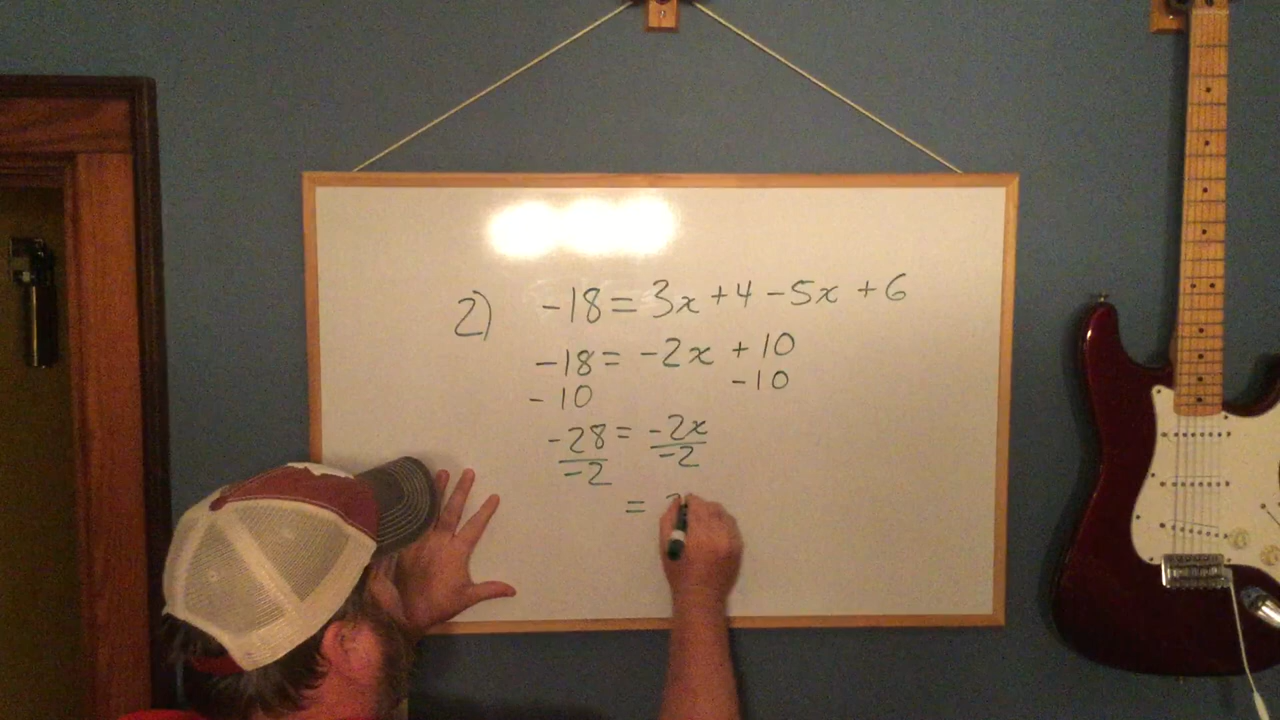 2) -18 = 3x + 4 - 5x + 6
-18 = -2x + 10
-10 -10
-28 = -2x
-2 -2
=